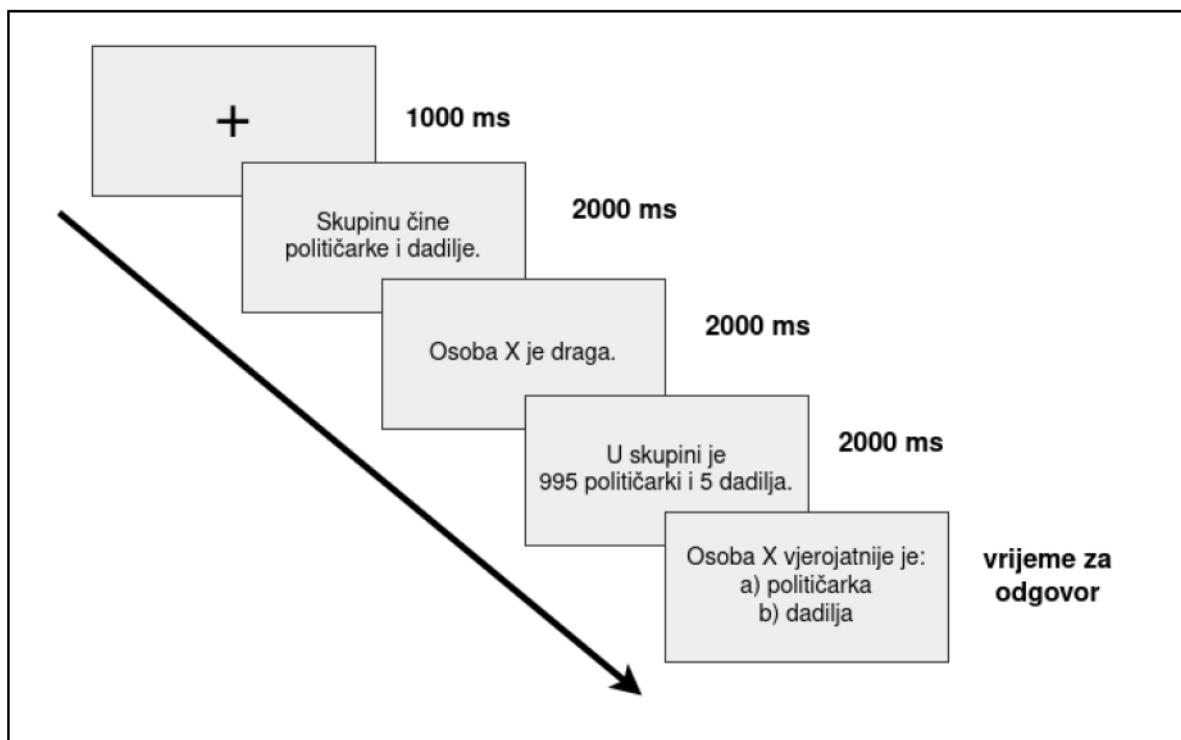 +
1000 ms
Skupinu čine
političarke i dadilje.
2000 ms
Osoba X je draga.
2000 ms
U skupini je
995 političarki i 5 dadilja.
2000 ms
Osoba X vjerojatnije je:
a) političarka
b) dadilja
vrijeme za
odgovor